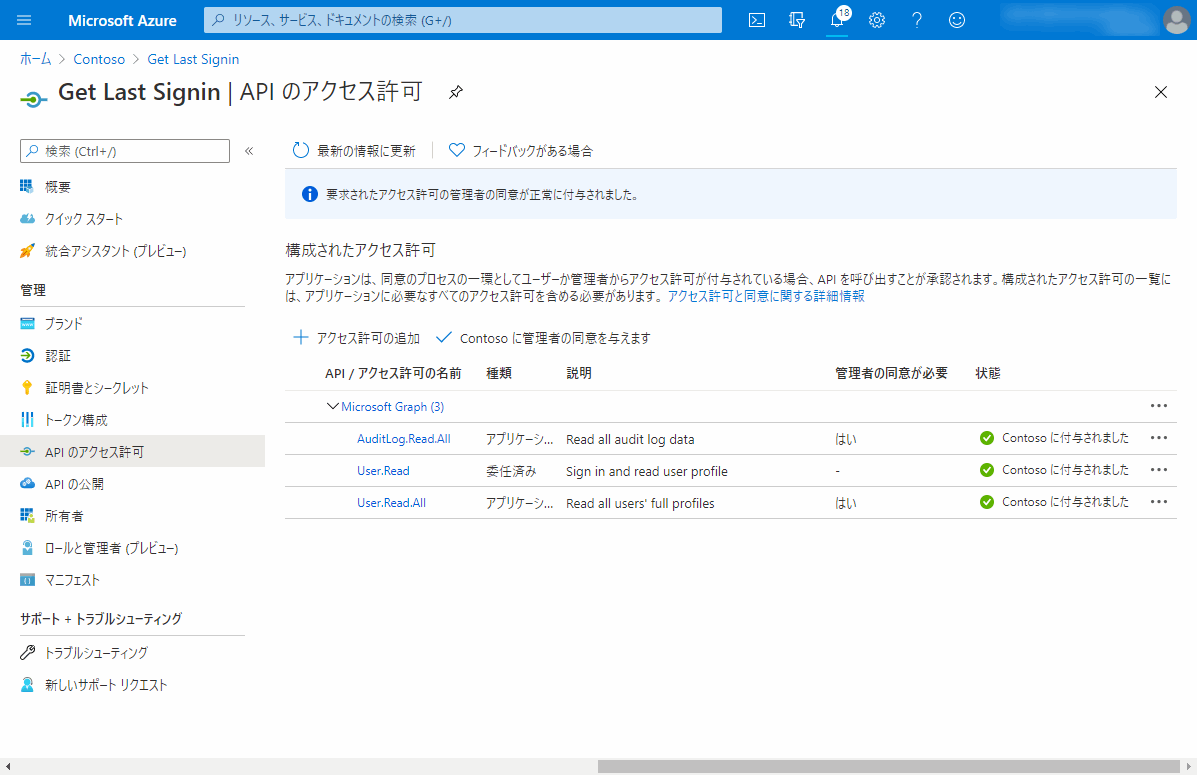 Microsoft Azure
リソース、サービス、ドキュメントの検索 (G+/)
18
ホーム > Contoso > Get Last Signin
Get Last Signin | API のアクセス許可
検索 (Ctrl+/)
«
概要
クイック スタート
統合アシスタント (プレビュー)
管理
ブランド
認証
証明書とシークレット
トークン構成
API のアクセス許可
API の公開
所有者
ロールと管理者 (プレビュー)
マニフェスト
サポート + トラブルシューティング
トラブルシューティング
新しいサポート リクエスト
最新の情報に更新 フィードバックがある場合
要求されたアクセス許可の管理者の同意が正常に付与されました。
構成されたアクセス許可
アプリケーションは、同意のプロセスの一環としてユーザーか管理者からアクセス許可が付与されている場合、API を呼び出すことが承認されます。構成されたアクセス許可の一覧に
は、アプリケーションに必要なすべてのアクセス許可を含める必要があります。 アクセス許可と同意に関する詳細情報
アクセス許可の追加 Contoso に管理者の同意を与えます
API / アクセス許可の名前 種類 説明 管理者の同意が必要 状態
Microsoft Graph (3) ...
AuditLog.Read.All アプリケーシ... Read all audit log data はい Contoso に付与されました ...
User.Read 委任済み Sign in and read user profile - Contoso に付与されました ...
User.Read.All アプリケーシ... Read all users' full profiles はい Contoso に付与されました ...